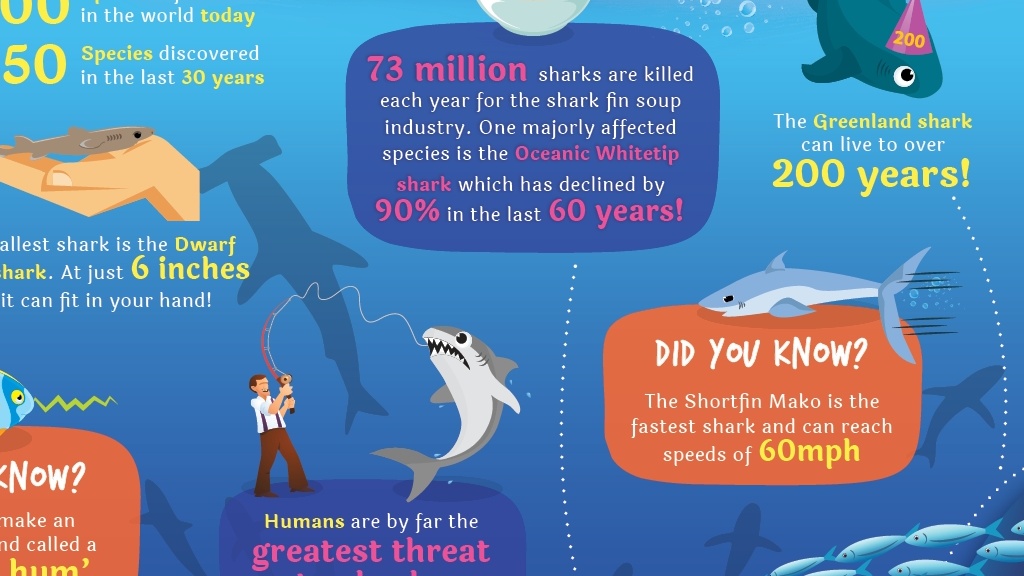 00
in the world today
50 Species discovered
in the last 30 years
73 million sharks are killed
each year for the shark fin soup
industry. One majorly affected
species is the Oceanic Whitetip
shark which has declined by
90% in the last 60 years!
200
The Greenland shark
can live to over
200 years!
allest shark is the Dwarf
shark. At just 6 inches
it can fit in your hand!
DID YOU KNOW?
The Shortfin Mako is the
fastest shark and can reach
speeds of 60mph
KNOW?
make an
nd called a
hum'
Humans are by far the
greatest threat